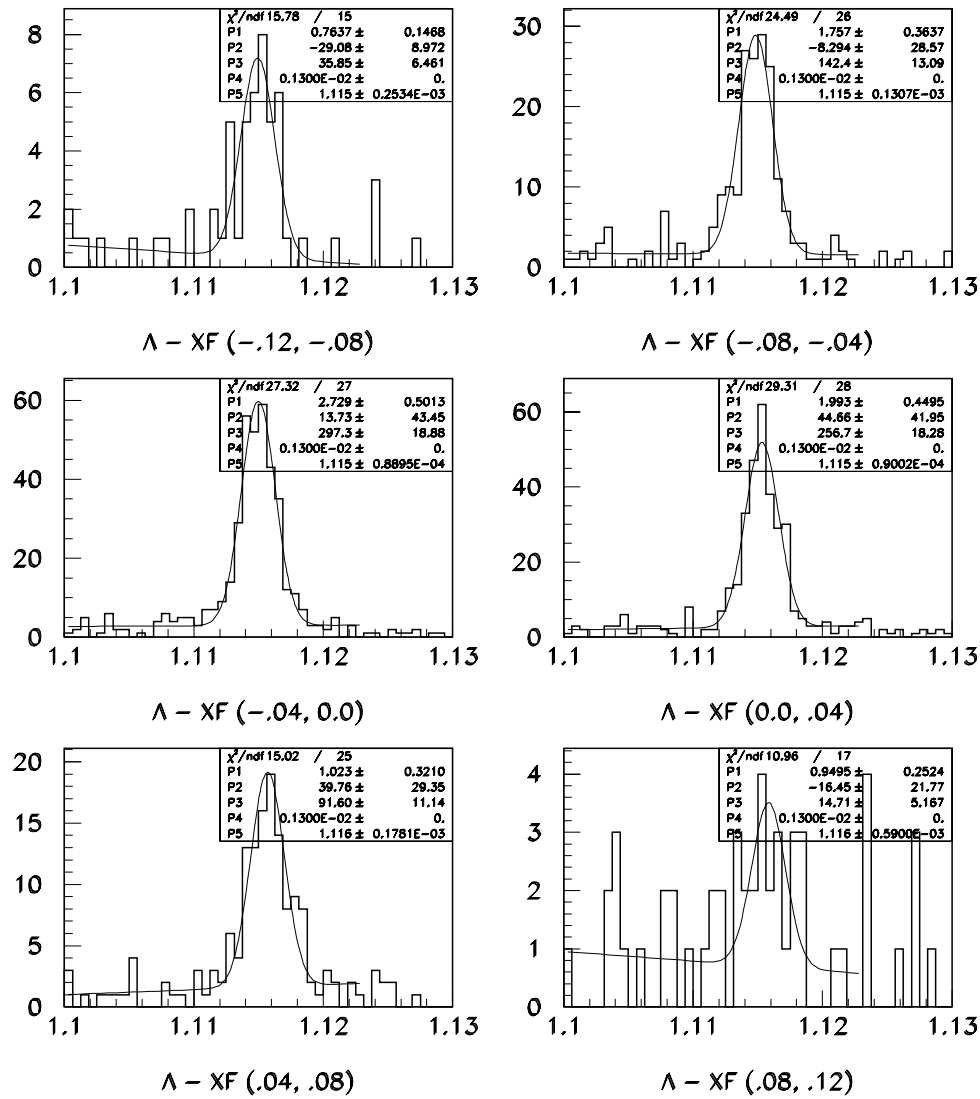 χ²/ndf 15.78 / 15
P1 0.7637 ± 0.1468
P2 −29.08 ± 8.972
P3 35.85 ± 6.461
P4 0.1300E−02 ± 0.
P5 1.115 ± 0.2534E−03
8
6
4
2
0
1.1 1.11 1.12 1.13
Λ − XF (−.12, −.08)
χ²/ndf 24.49 / 26
P1 1.757 ± 0.3637
P2 −8.294 ± 28.57
P3 142.4 ± 13.09
P4 0.1300E−02 ± 0.
P5 1.115 ± 0.1307E−03
30
20
10
0
1.1 1.11 1.12 1.13
Λ − XF (−.08, −.04)
χ²/ndf 27.32 / 27
P1 2.729 ± 0.5013
P2 13.73 ± 43.45
P3 297.3 ± 18.88
P4 0.1300E−02 ± 0.
P5 1.115 ± 0.8895E−04
60
40
20
0
1.1 1.11 1.12 1.13
Λ − XF (−.04, 0.0)
χ²/ndf 29.31 / 28
P1 1.993 ± 0.4495
P2 44.66 ± 41.95
P3 256.7 ± 18.28
P4 0.1300E−02 ± 0.
P5 1.115 ± 0.9002E−04
60
40
20
0
1.1 1.11 1.12 1.13
Λ − XF (0.0, .04)
χ²/ndf 15.02 / 25
P1 1.023 ± 0.3210
P2 39.76 ± 29.35
P3 91.60 ± 11.14
P4 0.1300E−02 ± 0.
P5 1.116 ± 0.1781E−03
20
15
10
5
0
1.1 1.11 1.12 1.13
Λ − XF (.04, .08)
χ²/ndf 10.96 / 17
P1 0.9495 ± 0.2524
P2 −16.45 ± 21.77
P3 14.71 ± 5.167
P4 0.1300E−02 ± 0.
P5 1.116 ± 0.5900E−03
4
3
2
1
0
1.1 1.11 1.12 1.13
Λ − XF (.08, .12)